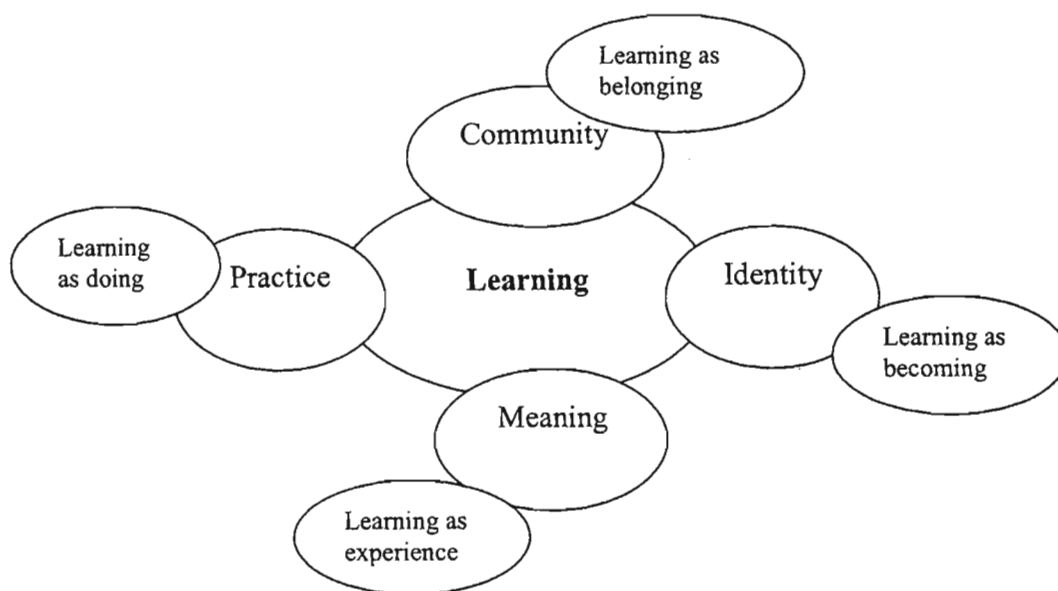 Learning as
belonging
Community
Learning
as doing
Practice
Learning
Identity
Learning as
becoming
Meaning
Learning as
experience